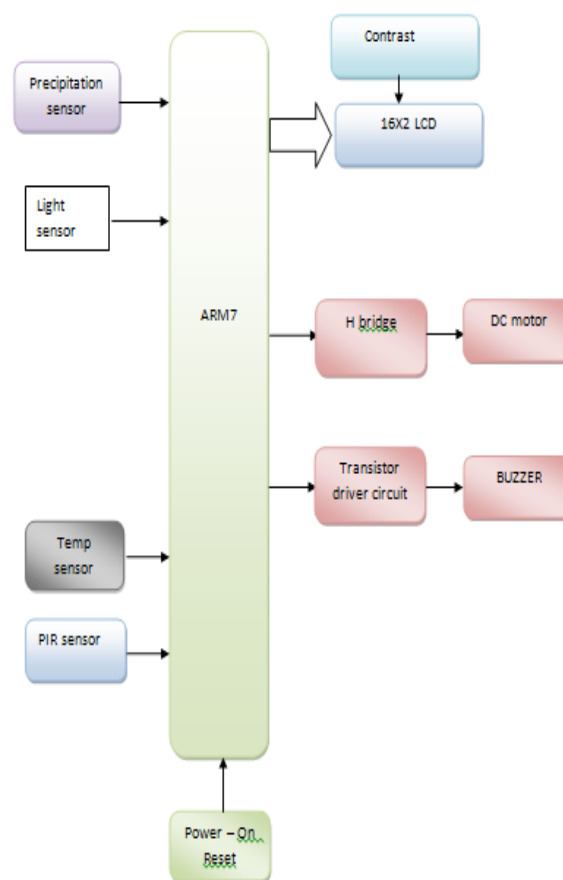 Contrast
Precipitation
sensor
16X2 LCD
Light
sensor
ARM7
H bridge
DC motor
Transistor
driver circuit
BUZZER
Temp
sensor
PIR sensor
Power – On
Reset